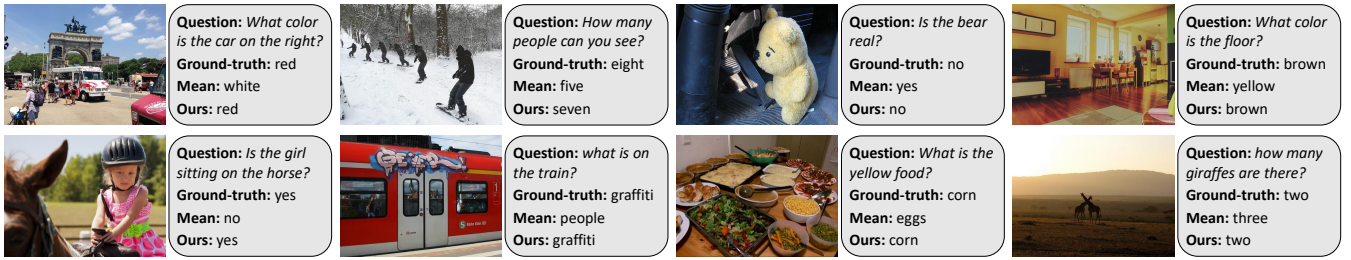 Question: What color
is the car on the right?
Ground-truth: red
Mean: white
Ours: red
Question: How many
people can you see?
Ground-truth: eight
Mean: five
Ours: seven
Question: Is the bear
real?
Ground-truth: no
Mean: yes
Ours: no
Question: What color
is the floor?
Ground-truth: brown
Mean: yellow
Ours: brown
Question: Is the girl
sitting on the horse?
Ground-truth: yes
Mean: no
Ours: yes
Question: what is on
the train?
Ground-truth: graffiti
Mean: people
Ours: graffiti
Question: What is the
yellow food?
Ground-truth: corn
Mean: eggs
Ours: corn
Question: how many
giraffes are there?
Ground-truth: two
Mean: three
Ours: two